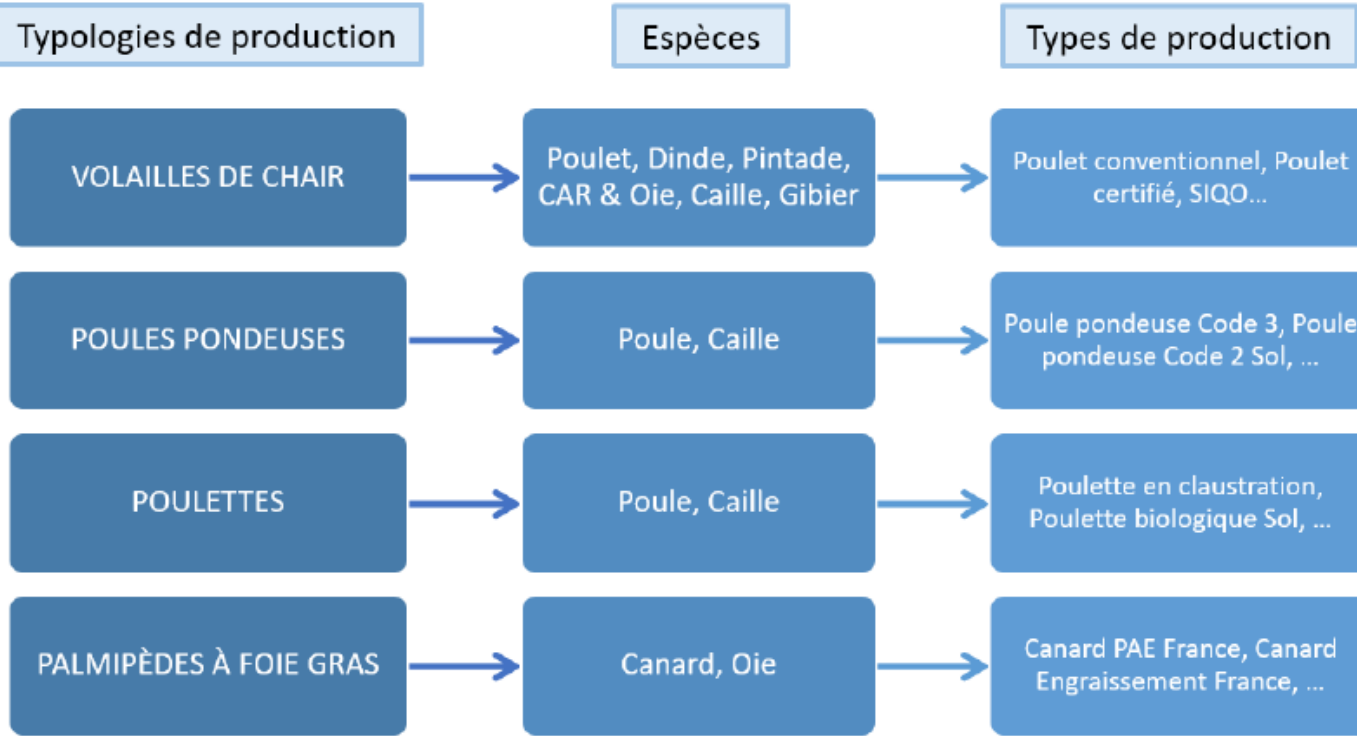 Typologies de production
Espèces
Types de production
VOLAILLES DE CHAIR
Poulet, Dinde, Pintade,
CAR & Oie, Caille, Gibier
Poulet conventionnel, Poulet
certifié, SIQO...
POULES PONDEUSES
Poule, Caille
Poule pondeuse Code 3, Poule
pondeuse Code 2 Sol, ...
POULETTES
Poule, Caille
Poulette en claustration,
Poulette biologique Sol, ...
PALMIPÈDES À FOIE GRAS
Canard, Oie
Canard PAE France, Canard
Engraissement France, ...